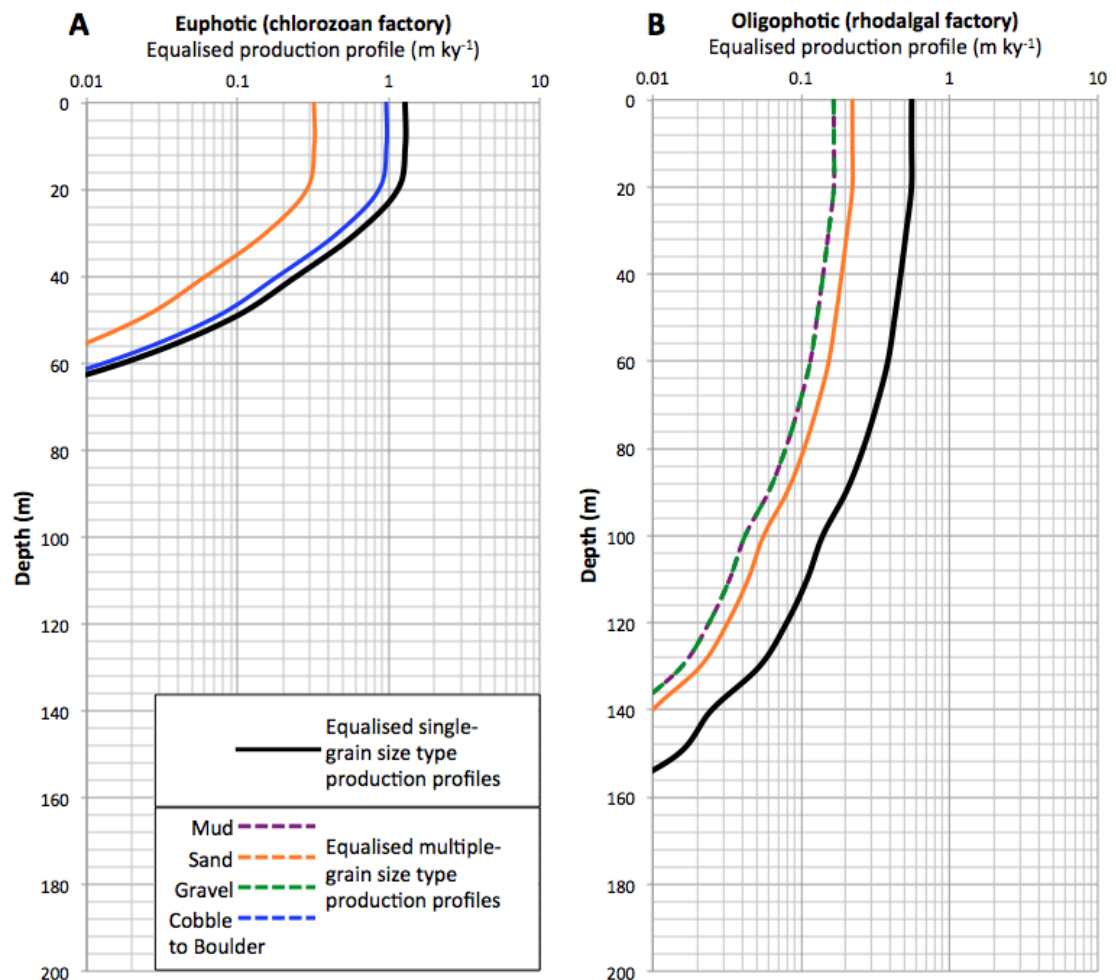 A
Euphotic (chlorozoan factory)
Equalised production profile (m ky⁻¹)
0.01 0.1 1 10
0
20
40
60
80
100
120
140
160
180
200
Depth (m)
Equalised single-
grain size type
production profiles
Mud
Sand
Gravel
Cobble
to Boulder
Equalised multiple-
grain size type
production profiles
B
Oligophotic (rhodalgal factory)
Equalised production profile (m ky⁻¹)
0.01 0.1 1 10
0
20
40
60
80
100
120
140
160
180
200
Depth (m)